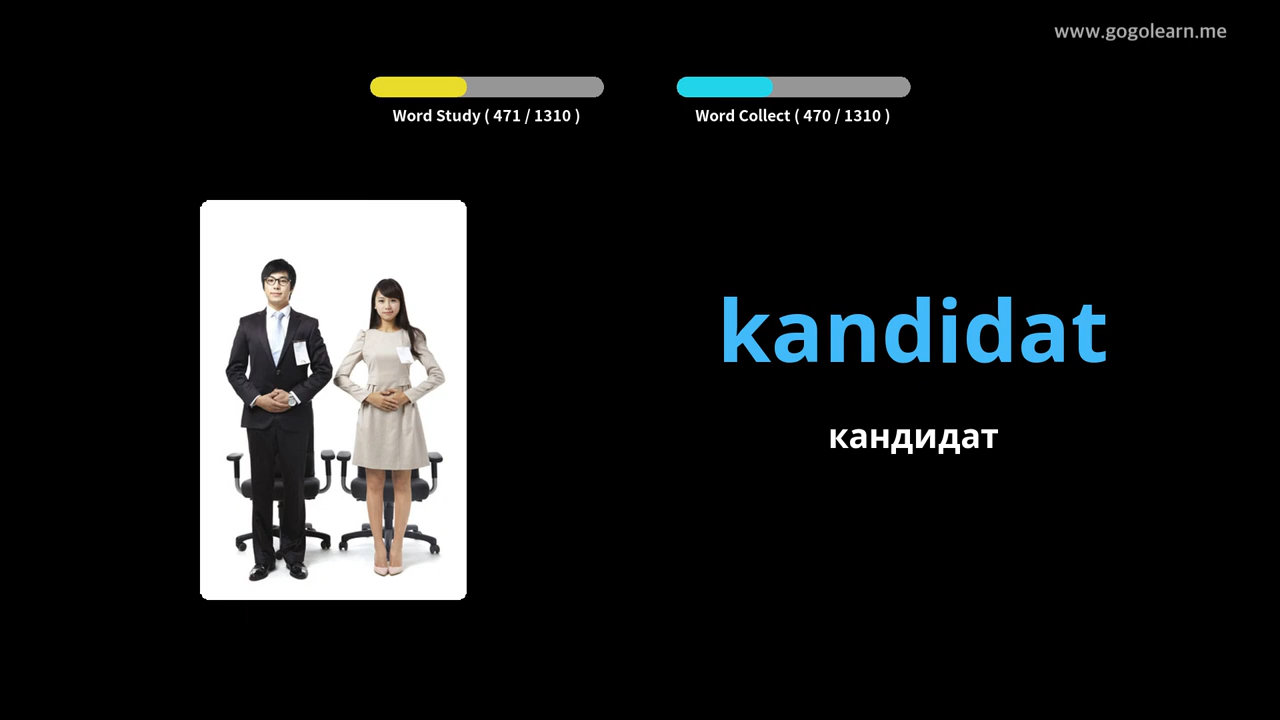 www.gogolearn.me
Word Study ( 471 / 1310 )
Word Collect ( 470 / 1310 )
kandidat
кандидат